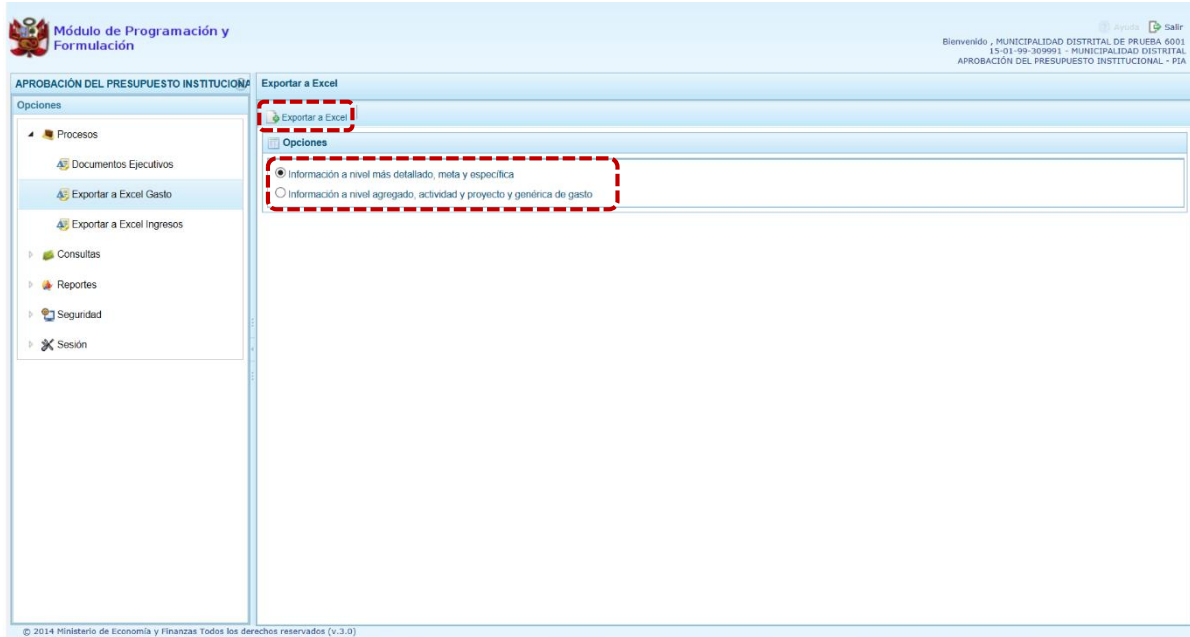 Módulo de Programación y
Formulación
Ayuda Salir
Bienvenido , MUNICIPALIDAD DISTRITAL DE PRUEBA 6001
15-01-99-309991 - MUNICIPALIDAD DISTRITAL
APROBACIÓN DEL PRESUPUESTO INSTITUCIONAL - PIA
APROBACIÓN DEL PRESUPUESTO INSTITUCIONA
Exportar a Excel
Opciones
Procesos
Documentos Ejecutivos
Exportar a Excel Gasto
Exportar a Excel Ingresos
Consultas
Reportes
Seguridad
Sesión
Exportar a Excel
Opciones
Información a nivel más detallado, meta y específica
Información a nivel agregado, actividad y proyecto y genérica de gasto
© 2014 Ministerio de Economía y Finanzas Todos los derechos reservados (v.3.0)